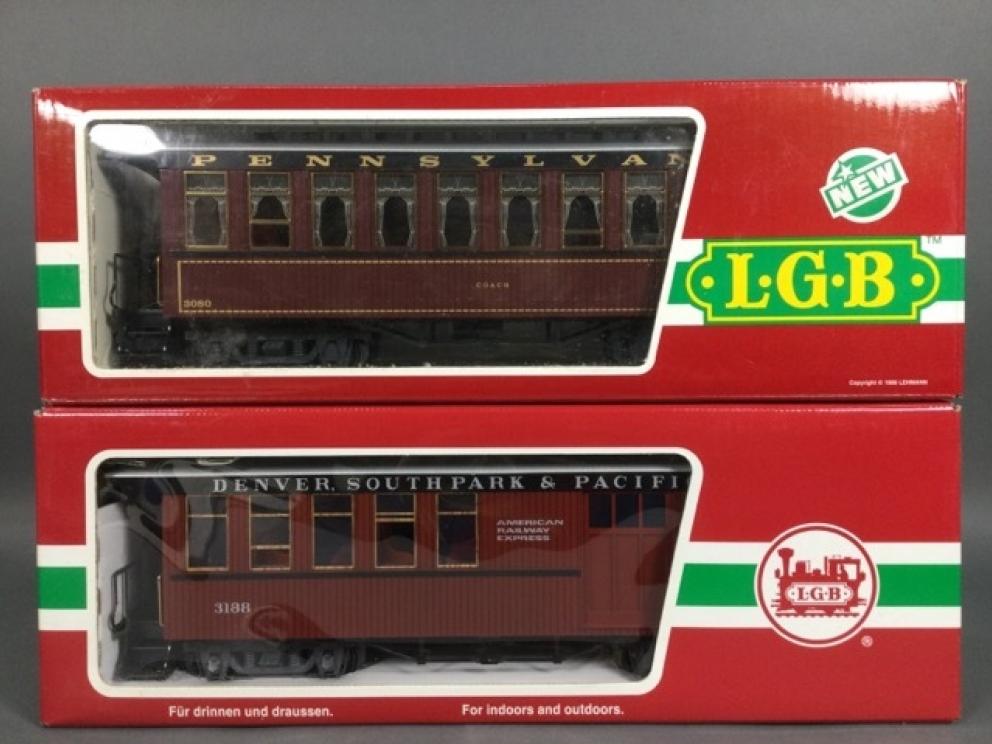 PENNSYLVAN
NEW
L·G·B
TM
COACH
3080
Copyright © 1988 LEHMANN
DENVER, SOUTH PARK & PACIFI
AMERICAN
RAILWAY
EXPRESS
3188
L·G·B
®
Für drinnen und draussen.
For indoors and outdoors.